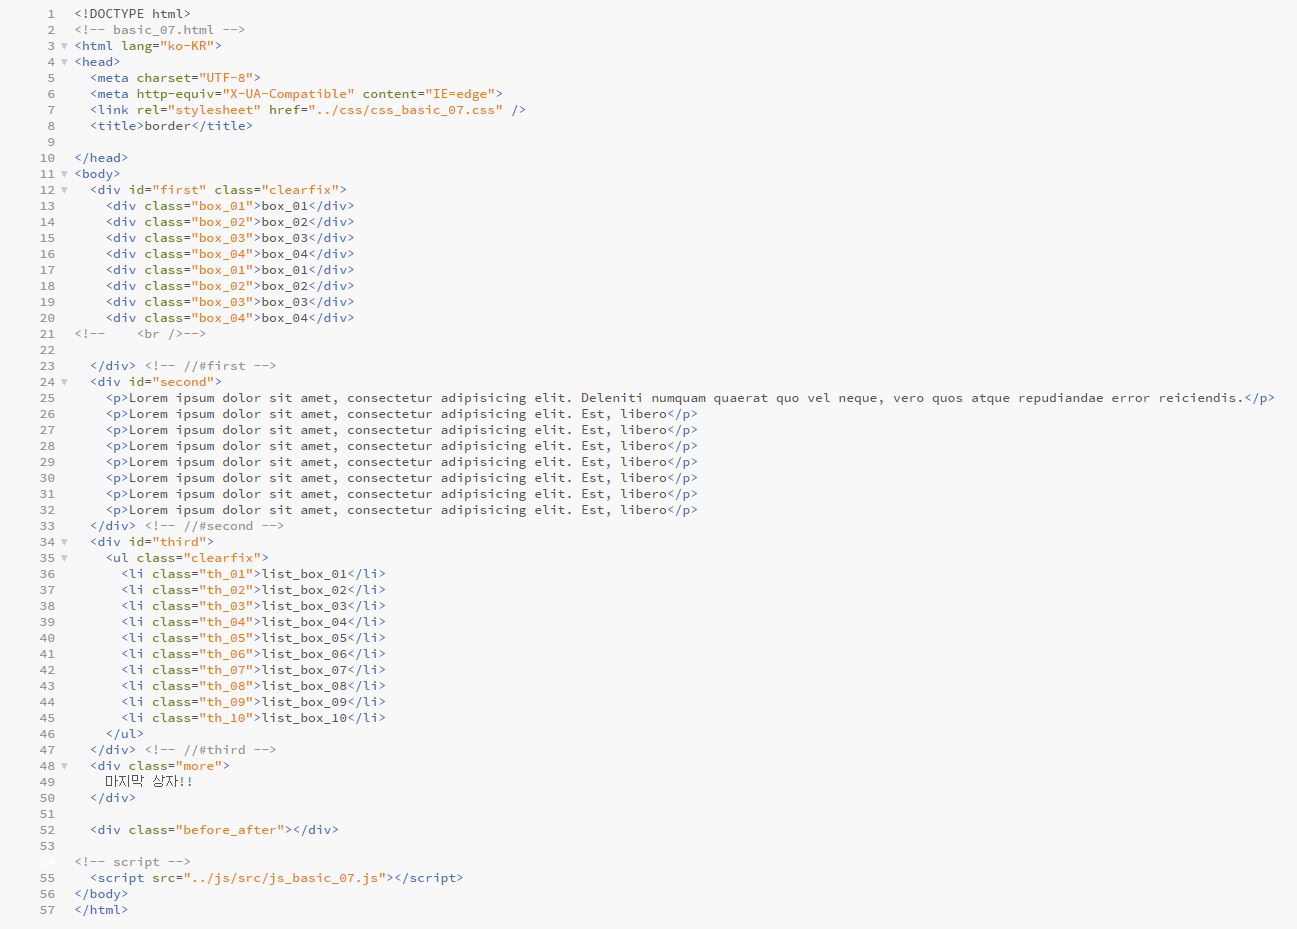 1 <!DOCTYPE html>
2 <!-- basic_07.html -->
3 <html lang="ko-KR">
4 <head>
5   <meta charset="UTF-8">
6   <meta http-equiv="X-UA-Compatible" content="IE=edge">
7   <link rel="stylesheet" href="../css/css_basic_07.css" />
8   <title>border</title>
9
10 </head>
11 <body>
12   <div id="first" class="clearfix">
13     <div class="box_01">box_01</div>
14     <div class="box_02">box_02</div>
15     <div class="box_03">box_03</div>
16     <div class="box_04">box_04</div>
17     <div class="box_01">box_01</div>
18     <div class="box_02">box_02</div>
19     <div class="box_03">box_03</div>
20     <div class="box_04">box_04</div>
21 <!--    <br />-->
22
23   </div> <!-- //#first -->
24   <div id="second">
25     <p>Lorem ipsum dolor sit amet, consectetur adipisicing elit. Deleniti numquam quaerat quo vel neque, vero quos atque repudiandae error reiciendis.</p>
26     <p>Lorem ipsum dolor sit amet, consectetur adipisicing elit. Est, libero</p>
27     <p>Lorem ipsum dolor sit amet, consectetur adipisicing elit. Est, libero</p>
28     <p>Lorem ipsum dolor sit amet, consectetur adipisicing elit. Est, libero</p>
29     <p>Lorem ipsum dolor sit amet, consectetur adipisicing elit. Est, libero</p>
30     <p>Lorem ipsum dolor sit amet, consectetur adipisicing elit. Est, libero</p>
31     <p>Lorem ipsum dolor sit amet, consectetur adipisicing elit. Est, libero</p>
32     <p>Lorem ipsum dolor sit amet, consectetur adipisicing elit. Est, libero</p>
33   </div> <!-- //#second -->
34   <div id="third">
35     <ul class="clearfix">
36       <li class="th_01">list_box_01</li>
37       <li class="th_02">list_box_02</li>
38       <li class="th_03">list_box_03</li>
39       <li class="th_04">list_box_04</li>
40       <li class="th_05">list_box_05</li>
41       <li class="th_06">list_box_06</li>
42       <li class="th_07">list_box_07</li>
43       <li class="th_08">list_box_08</li>
44       <li class="th_09">list_box_09</li>
45       <li class="th_10">list_box_10</li>
46     </ul>
47   </div> <!-- //#third -->
48   <div class="more">
49     마지막 상자!!
50   </div>
51
52   <div class="before_after"></div>
53
54 <!-- script -->
55   <script src="../js/src/js_basic_07.js"></script>
56 </body>
57 </html>